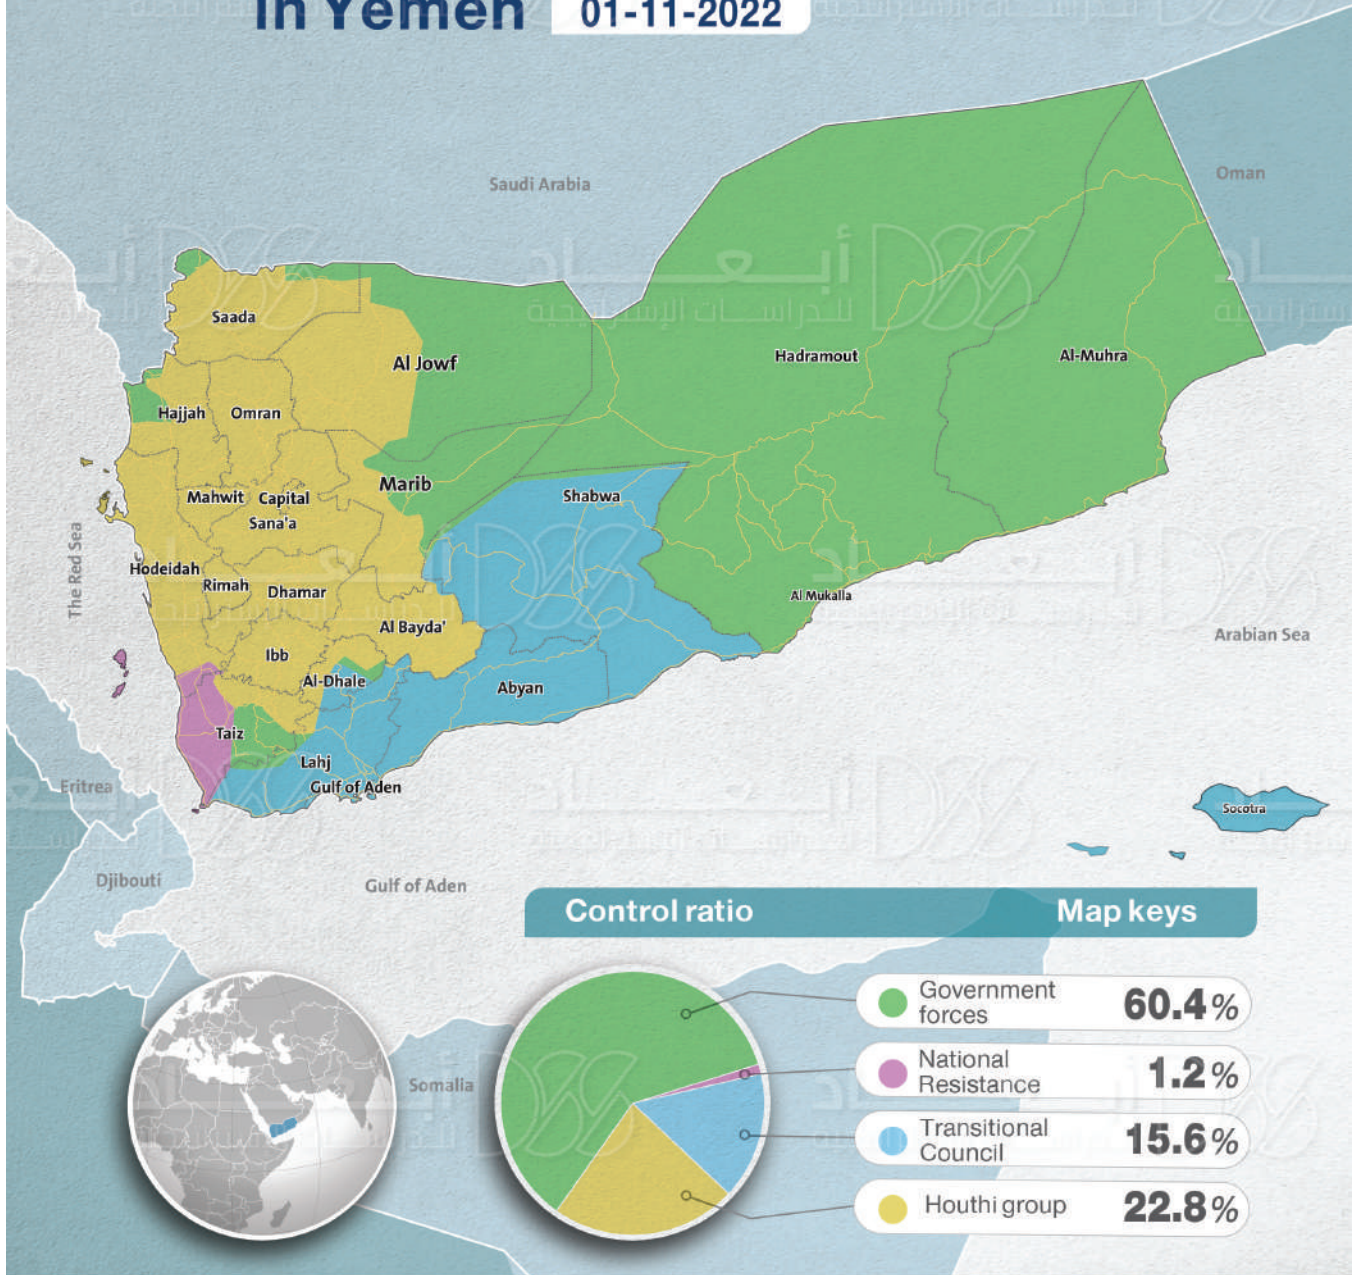 in Yemen 01-11-2022
Saudi Arabia
Oman
أبعاد
للدراسات الإستراتيجية
Saada
Al Jowf
Hadramout
Al-Muhra
Hajjah
Omran
Marib
Mahwit
Capital
Sana'a
Shabwa
The Red Sea
Hodeidah
Rimah
Dhamar
Al Mukalla
Al Bayda'
Arabian Sea
Ibb
Al-Dhale
Abyan
Taiz
Lahj
Gulf of Aden
Eritrea
Socotra
Djibouti
Gulf of Aden
Control ratio
Map keys
Somalia
Government
forces
60.4%
National
Resistance
1.2%
Transitional
Council
15.6%
Houthi group
22.8%